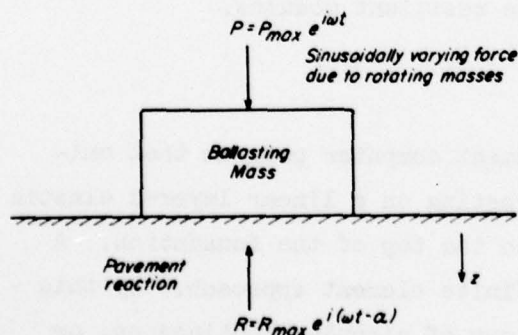 P = P_max e^{iωt}
Sinusoidally varying force
due to rotating masses
Ballasting
Mass
Pavement
reaction
z
R = R_max e^{i(ωt-α)}